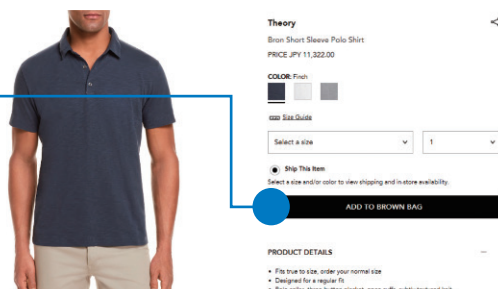 Theory
Bron Short Sleeve Polo Shirt
PRICE JPY 11,322.00
COLOR: Finch
Size Guide
Select a size
1
Ship This Item
Select a size and/or color to view shipping and in-store availability.
ADD TO BROWN BAG
PRODUCT DETAILS
• Fits true to size, order your normal size
• Designed for a regular fit